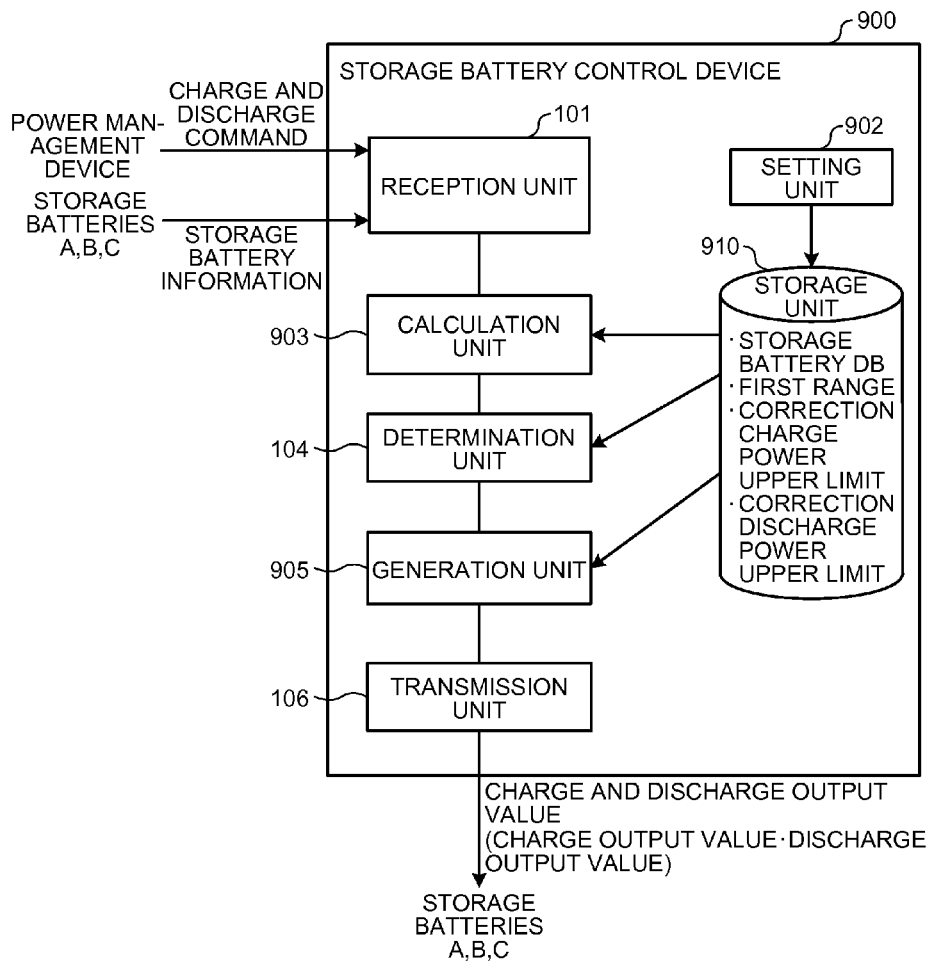 900
STORAGE BATTERY CONTROL DEVICE
CHARGE AND
DISCHARGE
COMMAND
POWER MAN-
AGEMENT
DEVICE
101
RECEPTION UNIT
STORAGE
BATTERIES
A,B,C
STORAGE
BATTERY
INFORMATION
902
SETTING
UNIT
910
STORAGE
UNIT
·STORAGE
BATTERY DB
·FIRST RANGE
·CORRECTION
CHARGE
POWER
UPPER LIMIT
·CORRECTION
DISCHARGE
POWER
UPPER LIMIT
903
CALCULATION
UNIT
104
DETERMINATION
UNIT
905
GENERATION UNIT
106
TRANSMISSION
UNIT
CHARGE AND DISCHARGE OUTPUT
VALUE
(CHARGE OUTPUT VALUE·DISCHARGE
OUTPUT VALUE)
STORAGE
BATTERIES
A,B,C